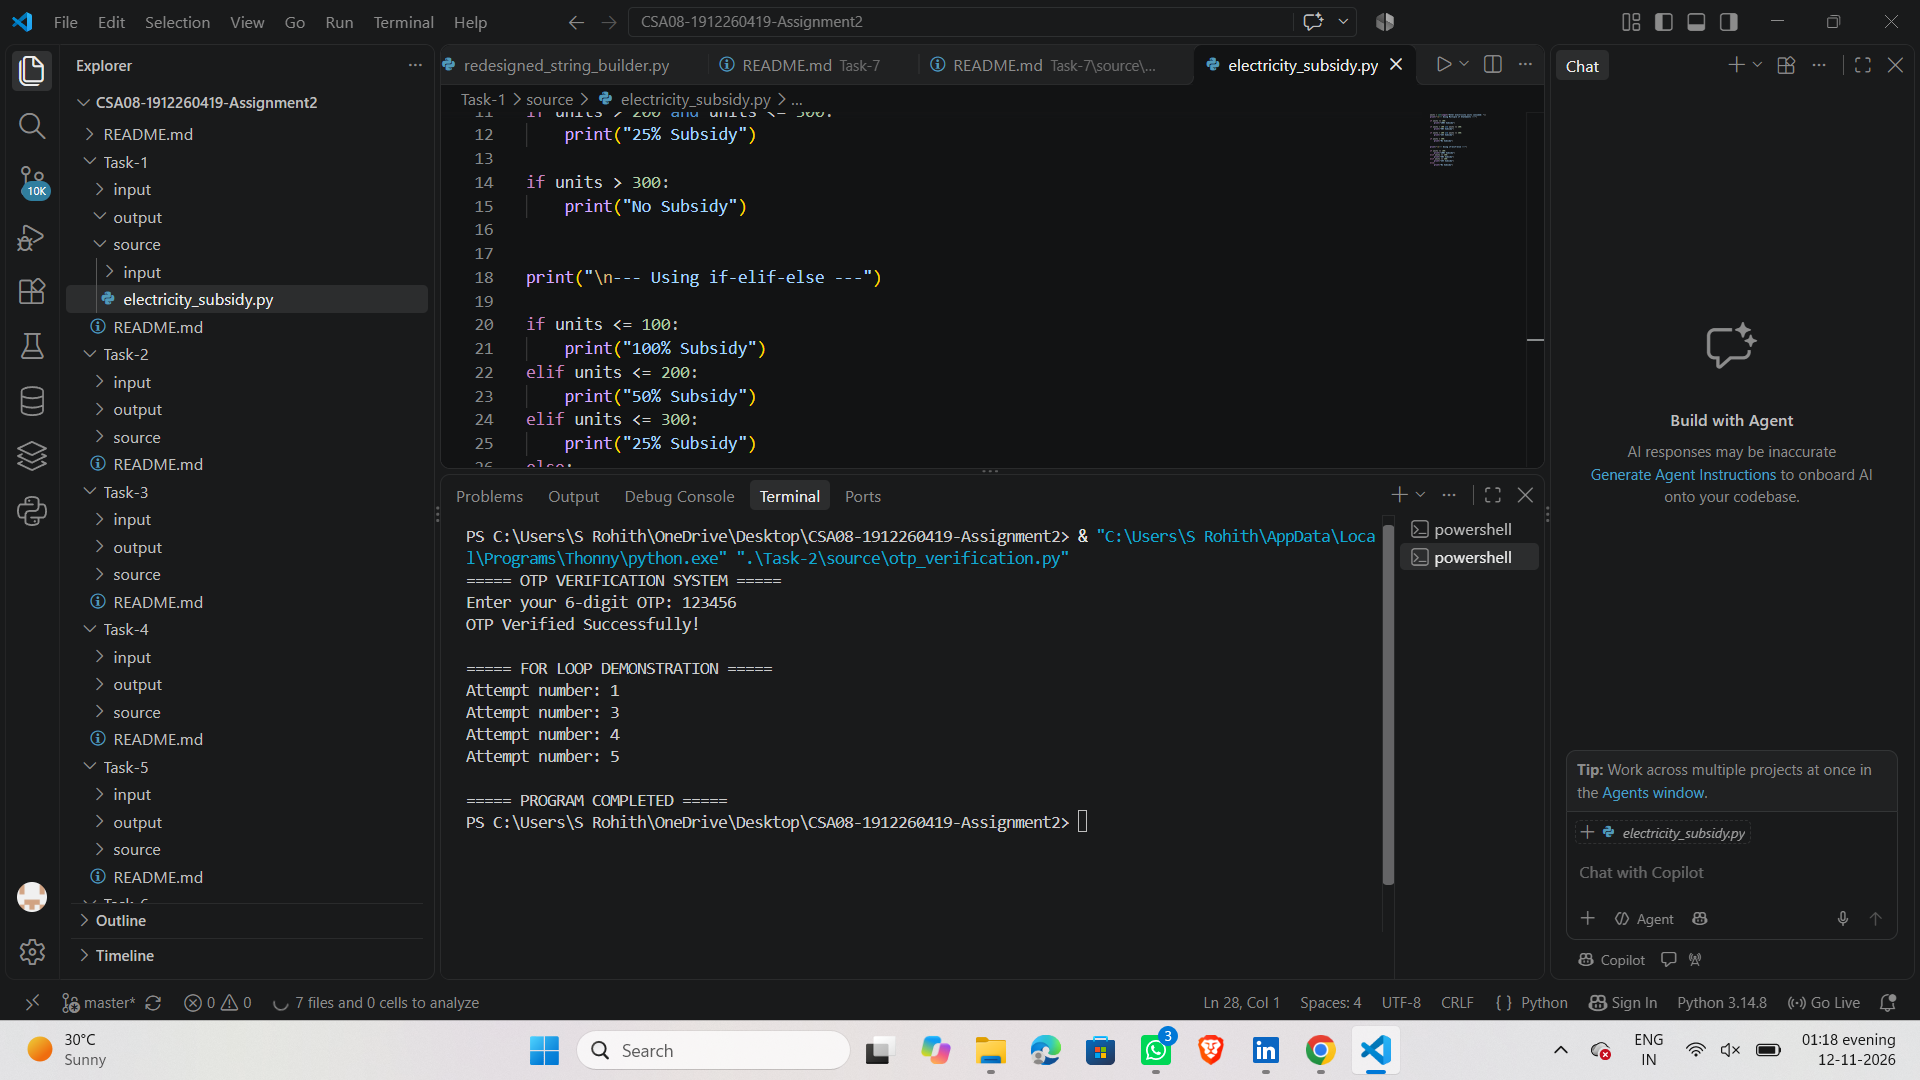 File Edit Selection View Go Run Terminal Help
CSA08-1912260419-Assignment2
Explorer
CSA08-1912260419-Assignment2
README.md
Task-1
input
output
source
input
electricity_subsidy.py
README.md
Task-2
input
output
source
README.md
Task-3
input
output
source
README.md
Task-4
input
output
source
README.md
Task-5
input
output
source
README.md
Outline
Timeline
10K
redesigned_string_builder.py
README.md Task-7
README.md Task-7\source\...
electricity_subsidy.py
Task-1 > source > electricity_subsidy.py > ...
11 if units > 200 and units <= 300:
12 print("25% Subsidy")
13
14 if units > 300:
15 print("No Subsidy")
16
17
18 print("\n--- Using if-elif-else ---")
19
20 if units <= 100:
21 print("100% Subsidy")
22 elif units <= 200:
23 print("50% Subsidy")
24 elif units <= 300:
25 print("25% Subsidy")
26 else:
Problems Output Debug Console Terminal Ports
PS C:\Users\S Rohith\OneDrive\Desktop\CSA08-1912260419-Assignment2> & "C:\Users\S Rohith\AppData\Loca
l\Programs\Thonny\python.exe" ".\Task-2\source\otp_verification.py"
===== OTP VERIFICATION SYSTEM =====
Enter your 6-digit OTP: 123456
OTP Verified Successfully!
===== FOR LOOP DEMONSTRATION =====
Attempt number: 1
Attempt number: 3
Attempt number: 4
Attempt number: 5
===== PROGRAM COMPLETED =====
PS C:\Users\S Rohith\OneDrive\Desktop\CSA08-1912260419-Assignment2>
powershell
powershell
Chat
Build with Agent
AI responses may be inaccurate
Generate Agent Instructions to onboard AI
onto your codebase.
Tip: Work across multiple projects at once in
the Agents window.
electricity_subsidy.py
Chat with Copilot
Agent
Copilot
master* 0 0 7 files and 0 cells to analyze
Ln 28, Col 1 Spaces: 4 UTF-8 CRLF { } Python Sign In Python 3.14.8 Go Live
30°C
Sunny
Search
3
ENG
IN
01:18 evening
12-11-2026